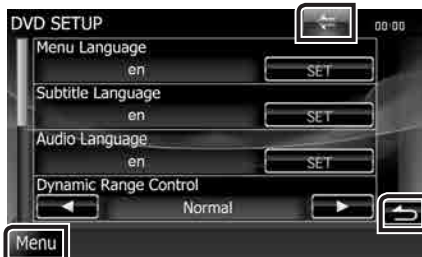 DVD SETUP
00:00
Menu Language
en
SET
Subtitle Language
en
SET
Audio Language
en
SET
Dynamic Range Control
Normal
Menu